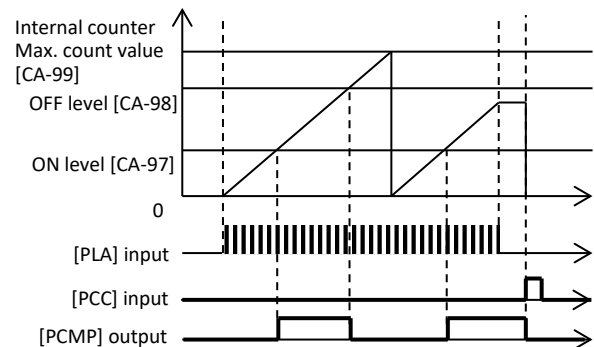 Internal counter
Max. count value
[CA-99]
OFF level [CA-98]
ON level [CA-97]
0
[PLA] input
[PCC] input
[PCMP] output